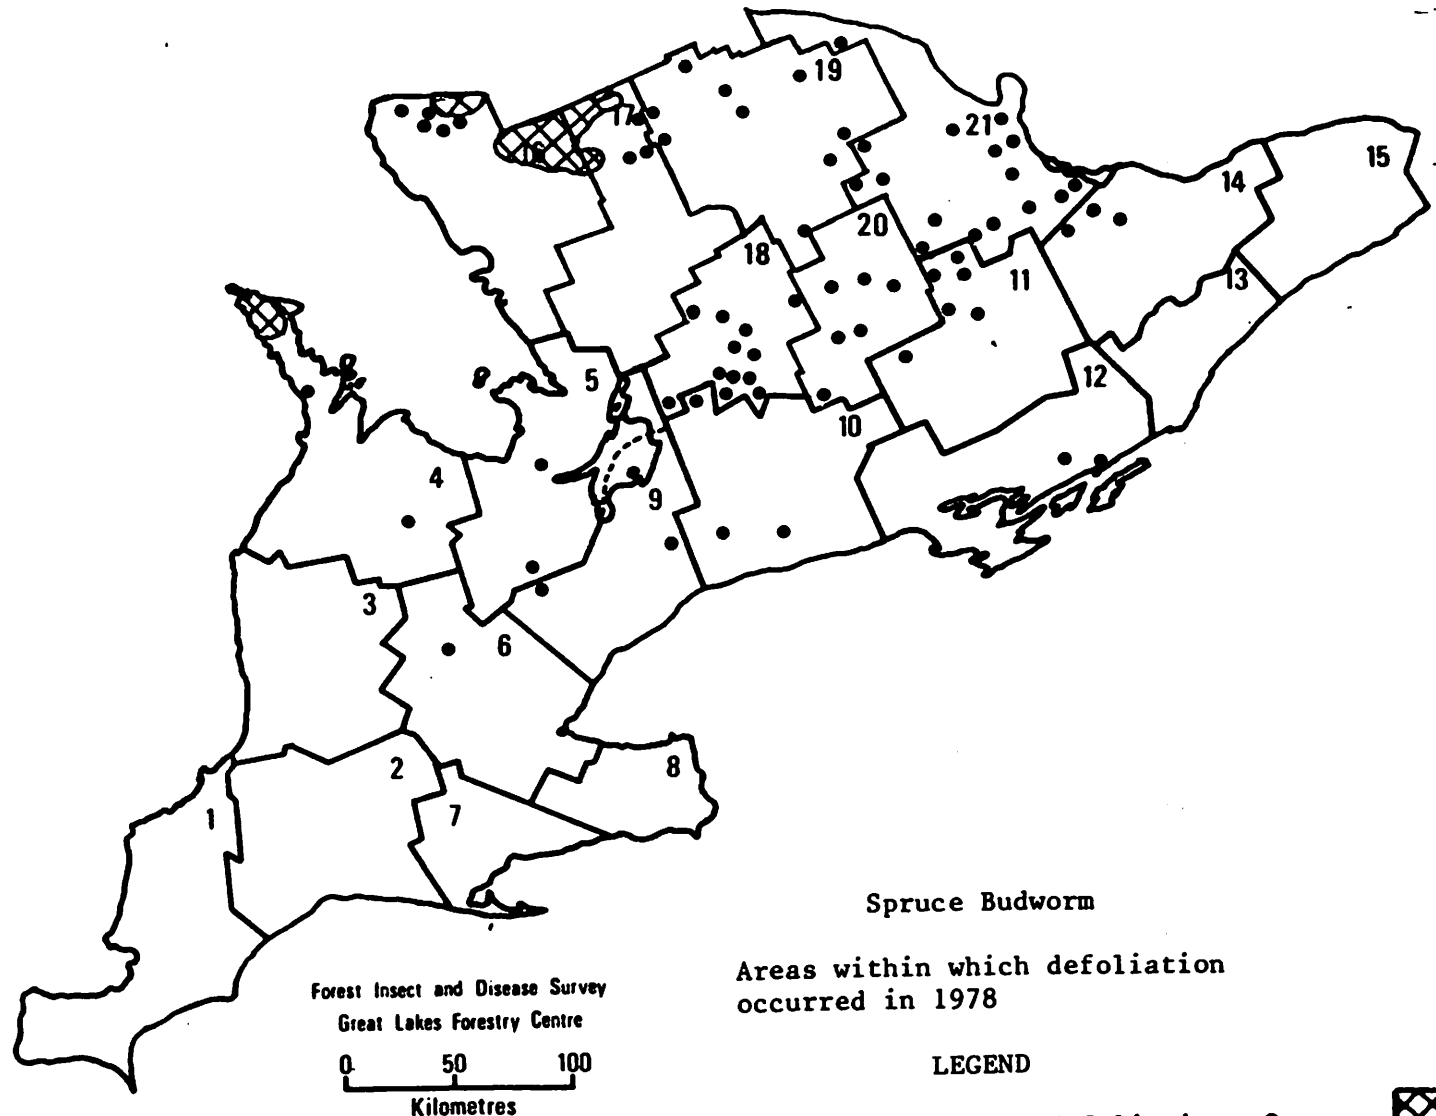 19
17
21
15
16
14
20
18
11
13
5
12
10
4
9
3
6
2
8
1
7
Spruce Budworm
Areas within which defoliation
occurred in 1978
Forest Insect and Disease Survey
Great Lakes Forestry Centre
0 50 100
Kilometres
LEGEND